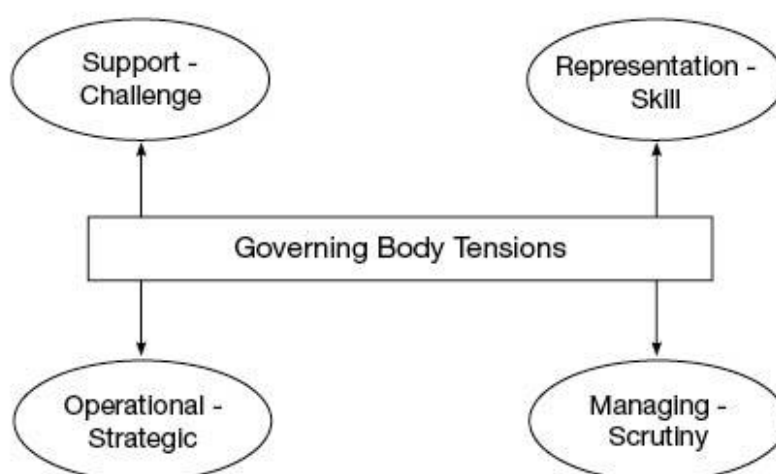 Support -
Challenge
Representation -
Skill
Governing Body Tensions
Operational -
Strategic
Managing -
Scrutiny